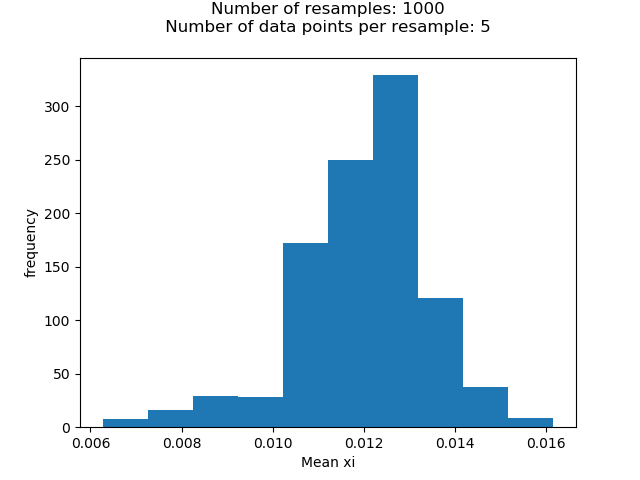 Number of resamples: 1000
Number of data points per resample: 5
300
250
200
150
100
50
0
frequency
0.006 0.008 0.010 0.012 0.014 0.016
Mean xi